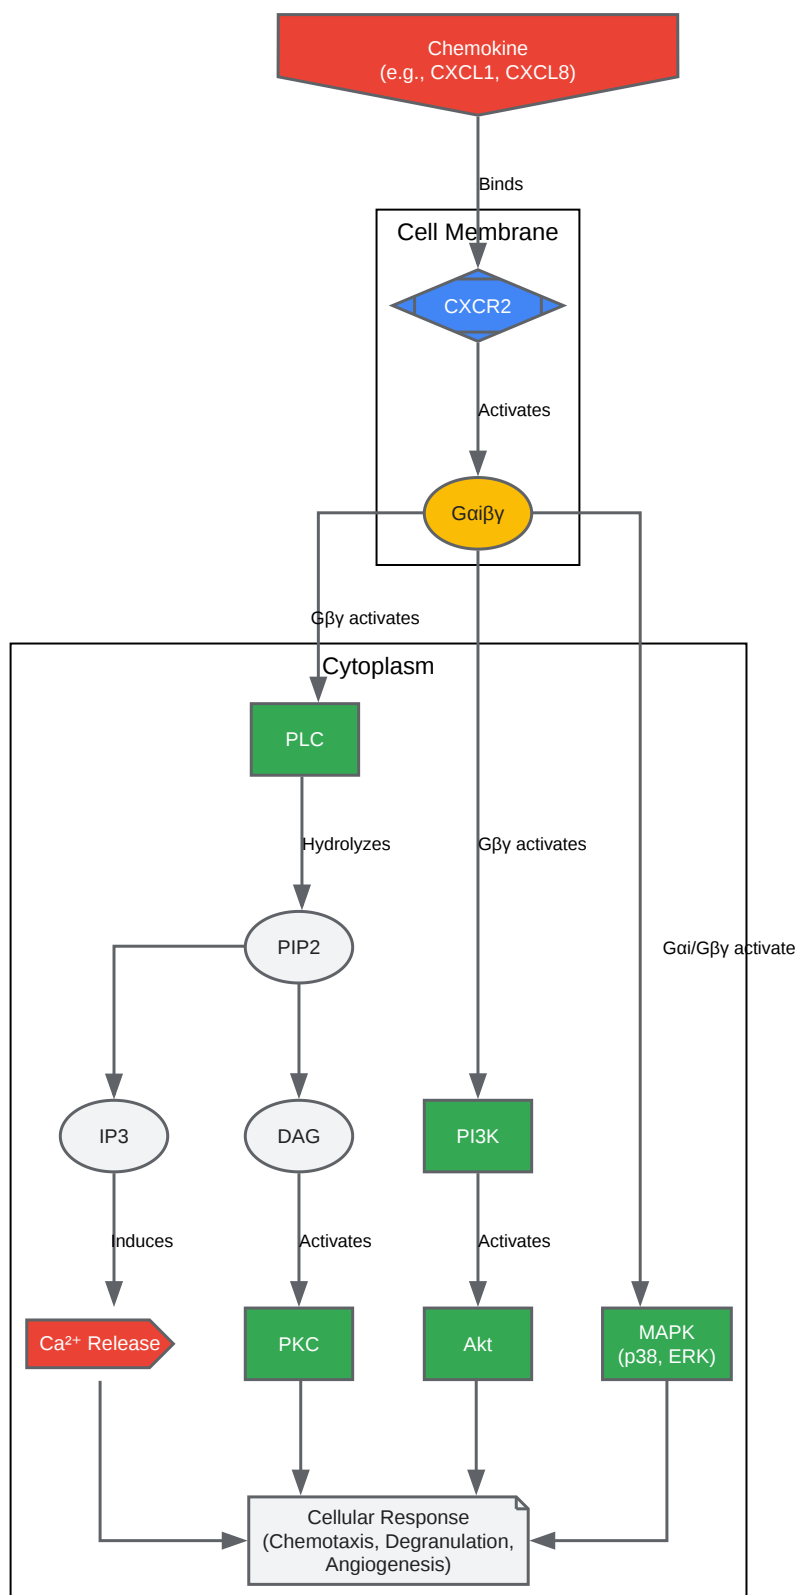 Chemokine
(e.g., CXCL1, CXCL8)
Binds
Cell Membrane
CXCR2
Activates
Gαiβγ
Gβγ activates
Cytoplasm
PLC
Hydrolyzes
Gβγ activates
PIP2
Gαi/Gβγ activate
IP3
DAG
PI3K
Induces
Activates
Activates
Ca²⁺ Release
PKC
Akt
MAPK
(p38, ERK)
Cellular Response
(Chemotaxis, Degranulation,
Angiogenesis)